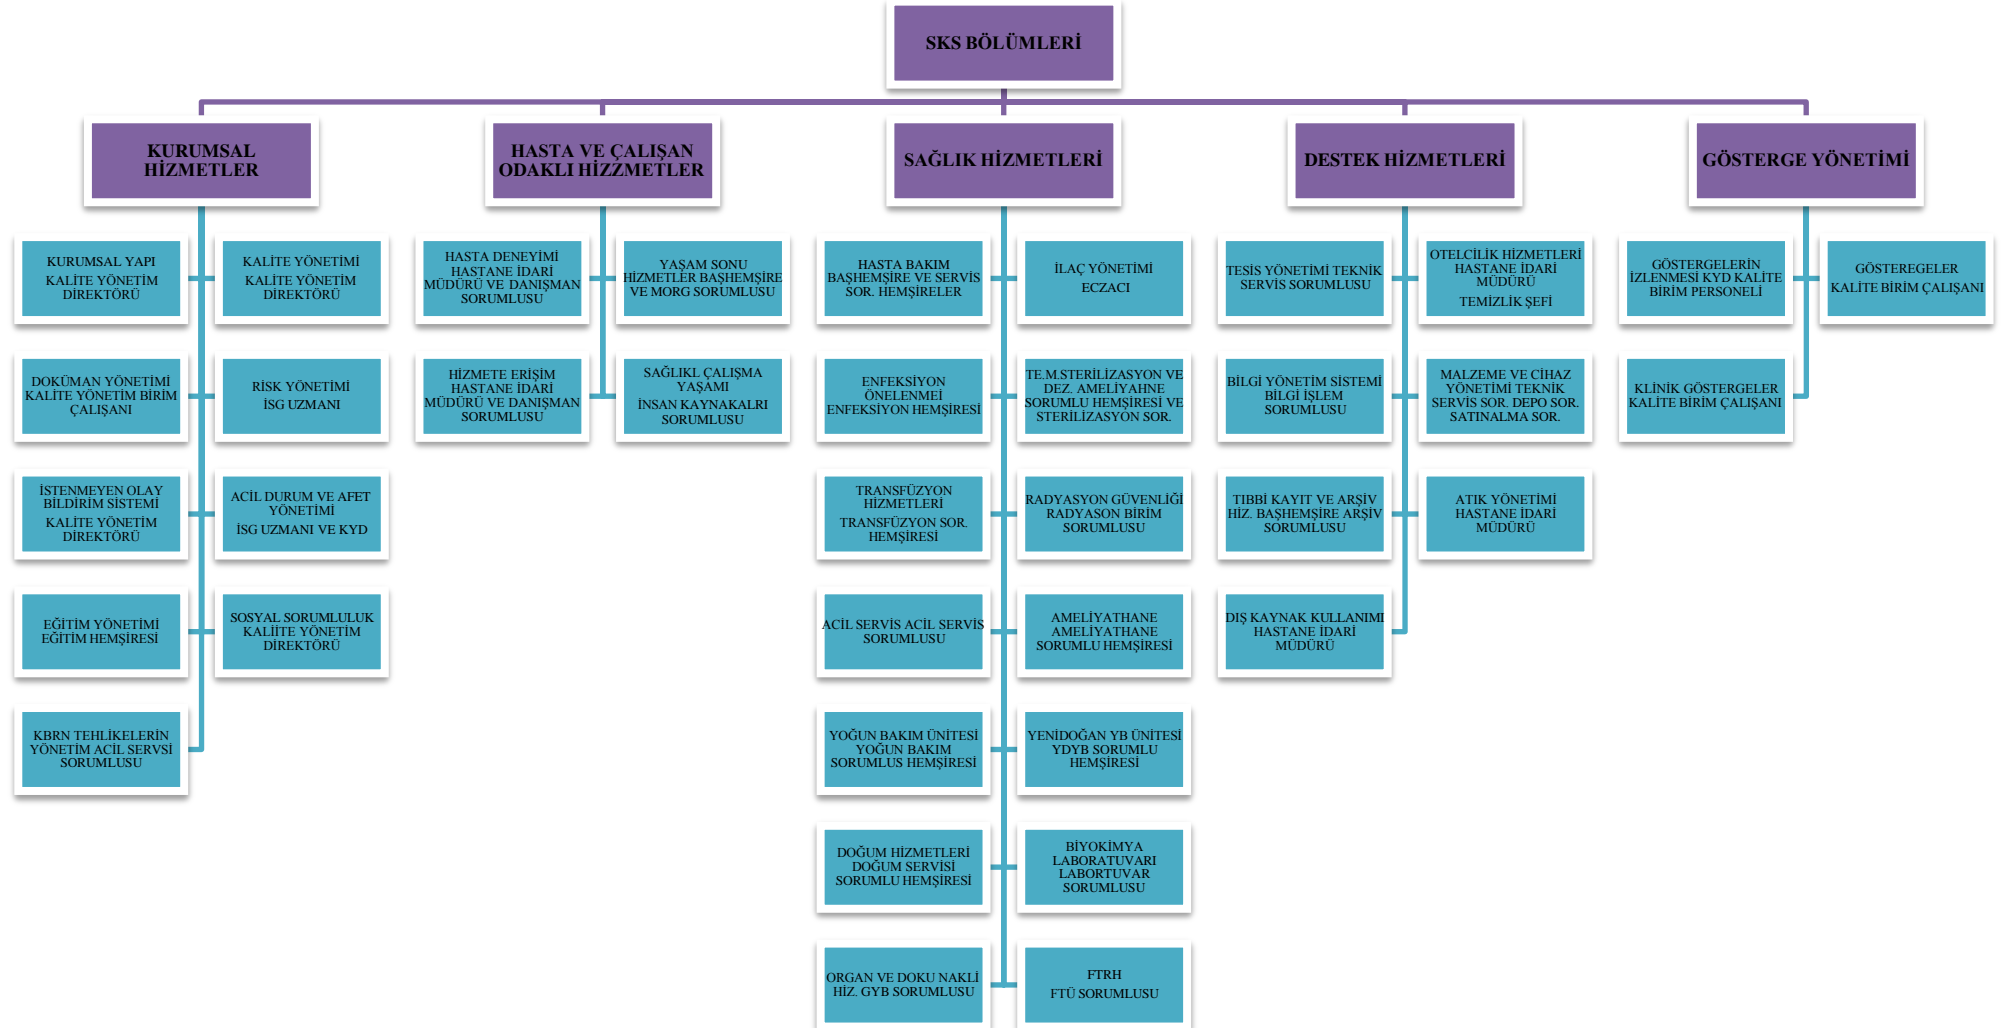 SKS BÖLÜMLERİ
KURUMSAL
HİZMETLER
HASTA VE ÇALIŞAN
ODAKLI HİZZMETLER
SAĞLIK HİZMETLERİ
DESTEK HİZMETLERİ
GÖSTERGE YÖNETİMİ
KURUMSAL YAPI
KALİTE YÖNETİM
DİREKTÖRÜ
KALİTE YÖNETİMİ
KALİTE YÖNETİM
DİREKTÖRÜ
DOKÜMAN YÖNETİMİ
KALİTE YÖNETİM BİRİM
ÇALIŞANI
RİSK YÖNETİMİ
İSG UZMANI
İSTENMEYEN OLAY
BİLDİRİM SİSTEMİ
KALİTE YÖNETİM
DİREKTÖRÜ
ACİL DURUM VE AFET
YÖNETİMİ
İSG UZMANI VE KYD
EĞİTİM YÖNETİMİ
EĞİTİM HEMŞİRESİ
SOSYAL SORUMLULUK
KALİİTE YÖNETİM
DİREKTÖRÜ
KBRN TEHLİKELERİN
YÖNETİM ACİL SERVSİ
SORUMLUSU
HASTA DENEYİMİ
HASTANE İDARİ
MÜDÜRÜ VE DANIŞMAN
SORUMLUSU
YAŞAM SONU
HİZMETLER BAŞHEMŞİRE
VE MORG SORUMLUSU
HİZMETE ERİŞİM
HASTANE İDARİ
MÜDÜRÜ VE DANIŞMAN
SORUMLUSU
SAĞLIKL ÇALIŞMA
YAŞAMI
İNSAN KAYNAKALRI
SORUMLUSU
HASTA BAKIM
BAŞHEMŞİRE VE SERVİS
SOR. HEMŞİRELER
İLAÇ YÖNETİMİ
ECZACI
ENFEKSİYON
ÖNELENMEİ
ENFEKSİYON HEMŞİRESİ
TE.M.STERİLİZASYON VE
DEZ. AMELİYAHNE
SORUMLU HEMŞİRESİ VE
STERİLİZASYON SOR.
TRANSFÜZYON
HİZMETLERİ
TRANSFÜZYON SOR.
HEMŞİRESİ
RADYASYON GÜVENLİĞİ
RADYASON BİRİM
SORUMLUSU
ACİL SERVİS ACİL SERVİS
SORUMLUSU
AMELİYATHANE
AMELİYATHANE
SORUMLU HEMŞİRESİ
YOĞUN BAKIM ÜNİTESİ
YOĞUN BAKIM
SORUMLUS HEMŞİRESİ
YENİDOĞAN YB ÜNİTESİ
YDYB SORUMLU
HEMŞİRESİ
DOĞUM HİZMETLERİ
DOĞUM SERVİSİ
SORUMLU HEMŞİRESİ
BİYOKİMYA
LABORATUVARI
LABORTUVAR
SORUMLUSU
ORGAN VE DOKU NAKLİ
HİZ. GYB SORUMLUSU
FTRH
FTÜ SORUMLUSU
TESİS YÖNETİMİ TEKNİK
SERVİS SORUMLUSU
OTELCİLİK HİZMETLERİ
HASTANE İDARİ
MÜDÜRÜ
TEMİZLİK ŞEFİ
BİLGİ YÖNETİM SİSTEMİ
BİLGİ İŞLEM
SORUMLUSU
MALZEME VE CİHAZ
YÖNETİMİ TEKNİK
SERVİS SOR. DEPO SOR.
SATINALMA SOR.
TIBBİ KAYIT VE ARŞİV
HİZ. BAŞHEMŞİRE ARŞİV
SORUMLUSU
ATIK YÖNETİMİ
HASTANE İDARİ
MÜDÜRÜ
DIŞ KAYNAK KULLANIMI
HASTANE İDARİ
MÜDÜRÜ
GÖSTERGELERİN
İZLENMESİ KYD KALİTE
BİRİM PERSONELİ
GÖSTEREGELER
KALİTE BİRİM ÇALIŞANI
KLİNİK GÖSTERGELER
KALİTE BİRİM ÇALIŞANI